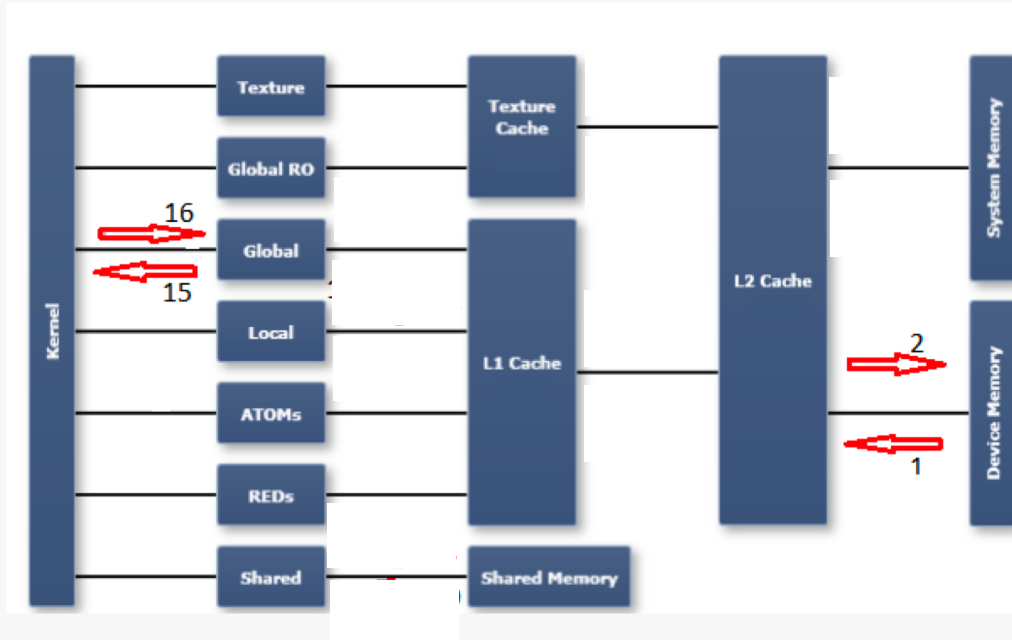 Kernel
Texture
Global RO
16
Global
15
Local
ATOMs
REDs
Shared
Texture
Cache
L1 Cache
Shared Memory
L2 Cache
2
1
System Memory
Device Memory